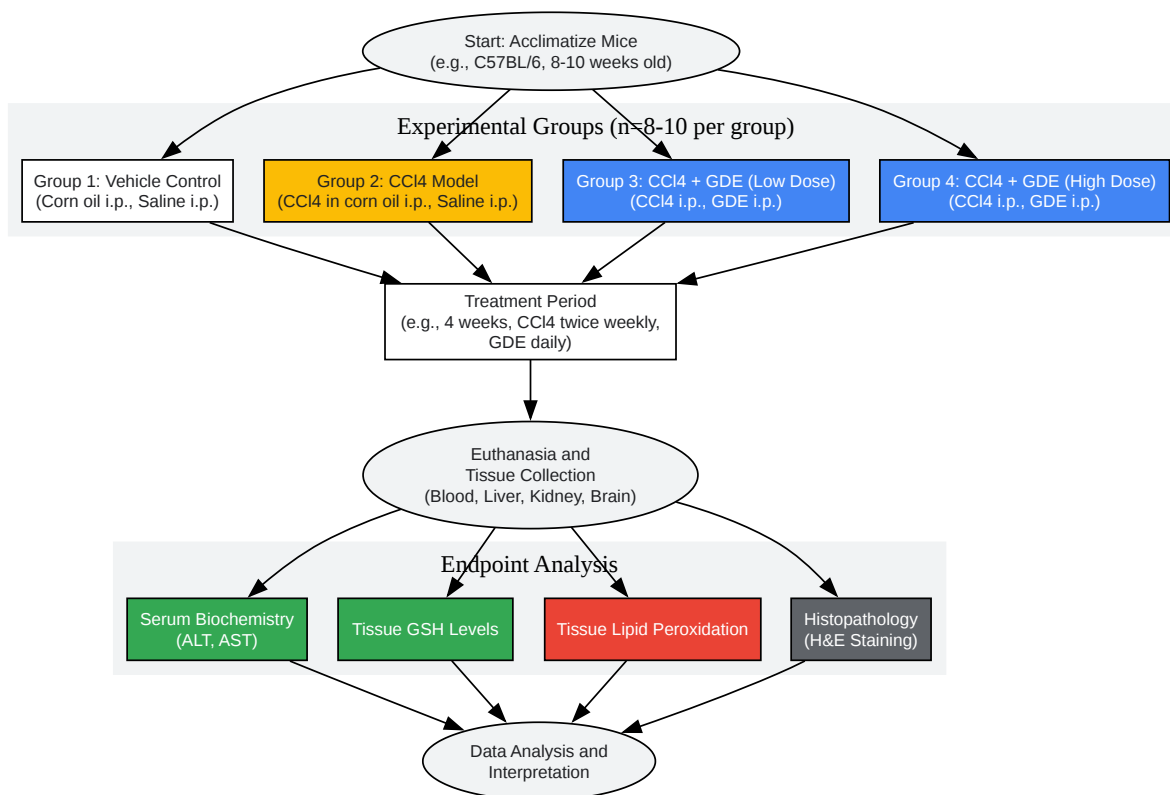 Start: Acclimatize Mice
(e.g., C57BL/6, 8-10 weeks old)
Experimental Groups (n=8-10 per group)
Group 1: Vehicle Control
(Corn oil i.p., Saline i.p.)
Group 2: CCl4 Model
(CCl4 in corn oil i.p., Saline i.p.)
Group 3: CCl4 + GDE (Low Dose)
(CCl4 i.p., GDE i.p.)
Group 4: CCl4 + GDE (High Dose)
(CCl4 i.p., GDE i.p.)
Treatment Period
(e.g., 4 weeks, CCl4 twice weekly,
GDE daily)
Euthanasia and
Tissue Collection
(Blood, Liver, Kidney, Brain)
Endpoint Analysis
Serum Biochemistry
(ALT, AST)
Tissue GSH Levels
Tissue Lipid Peroxidation
Histopathology
(H&E Staining)
Data Analysis and
Interpretation